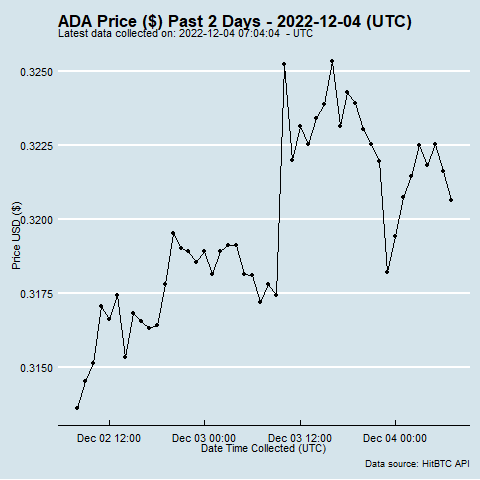 ADA Price ($) Past 2 Days - 2022-12-04 (UTC)
Latest data collected on: 2022-12-04 07:04:04 - UTC
Price USD ($)
0.3250
0.3225
0.3200
0.3175
0.3150
Dec 02 12:00
Dec 03 00:00
Dec 03 12:00
Dec 04 00:00
Date Time Collected (UTC)
Data source: HitBTC API